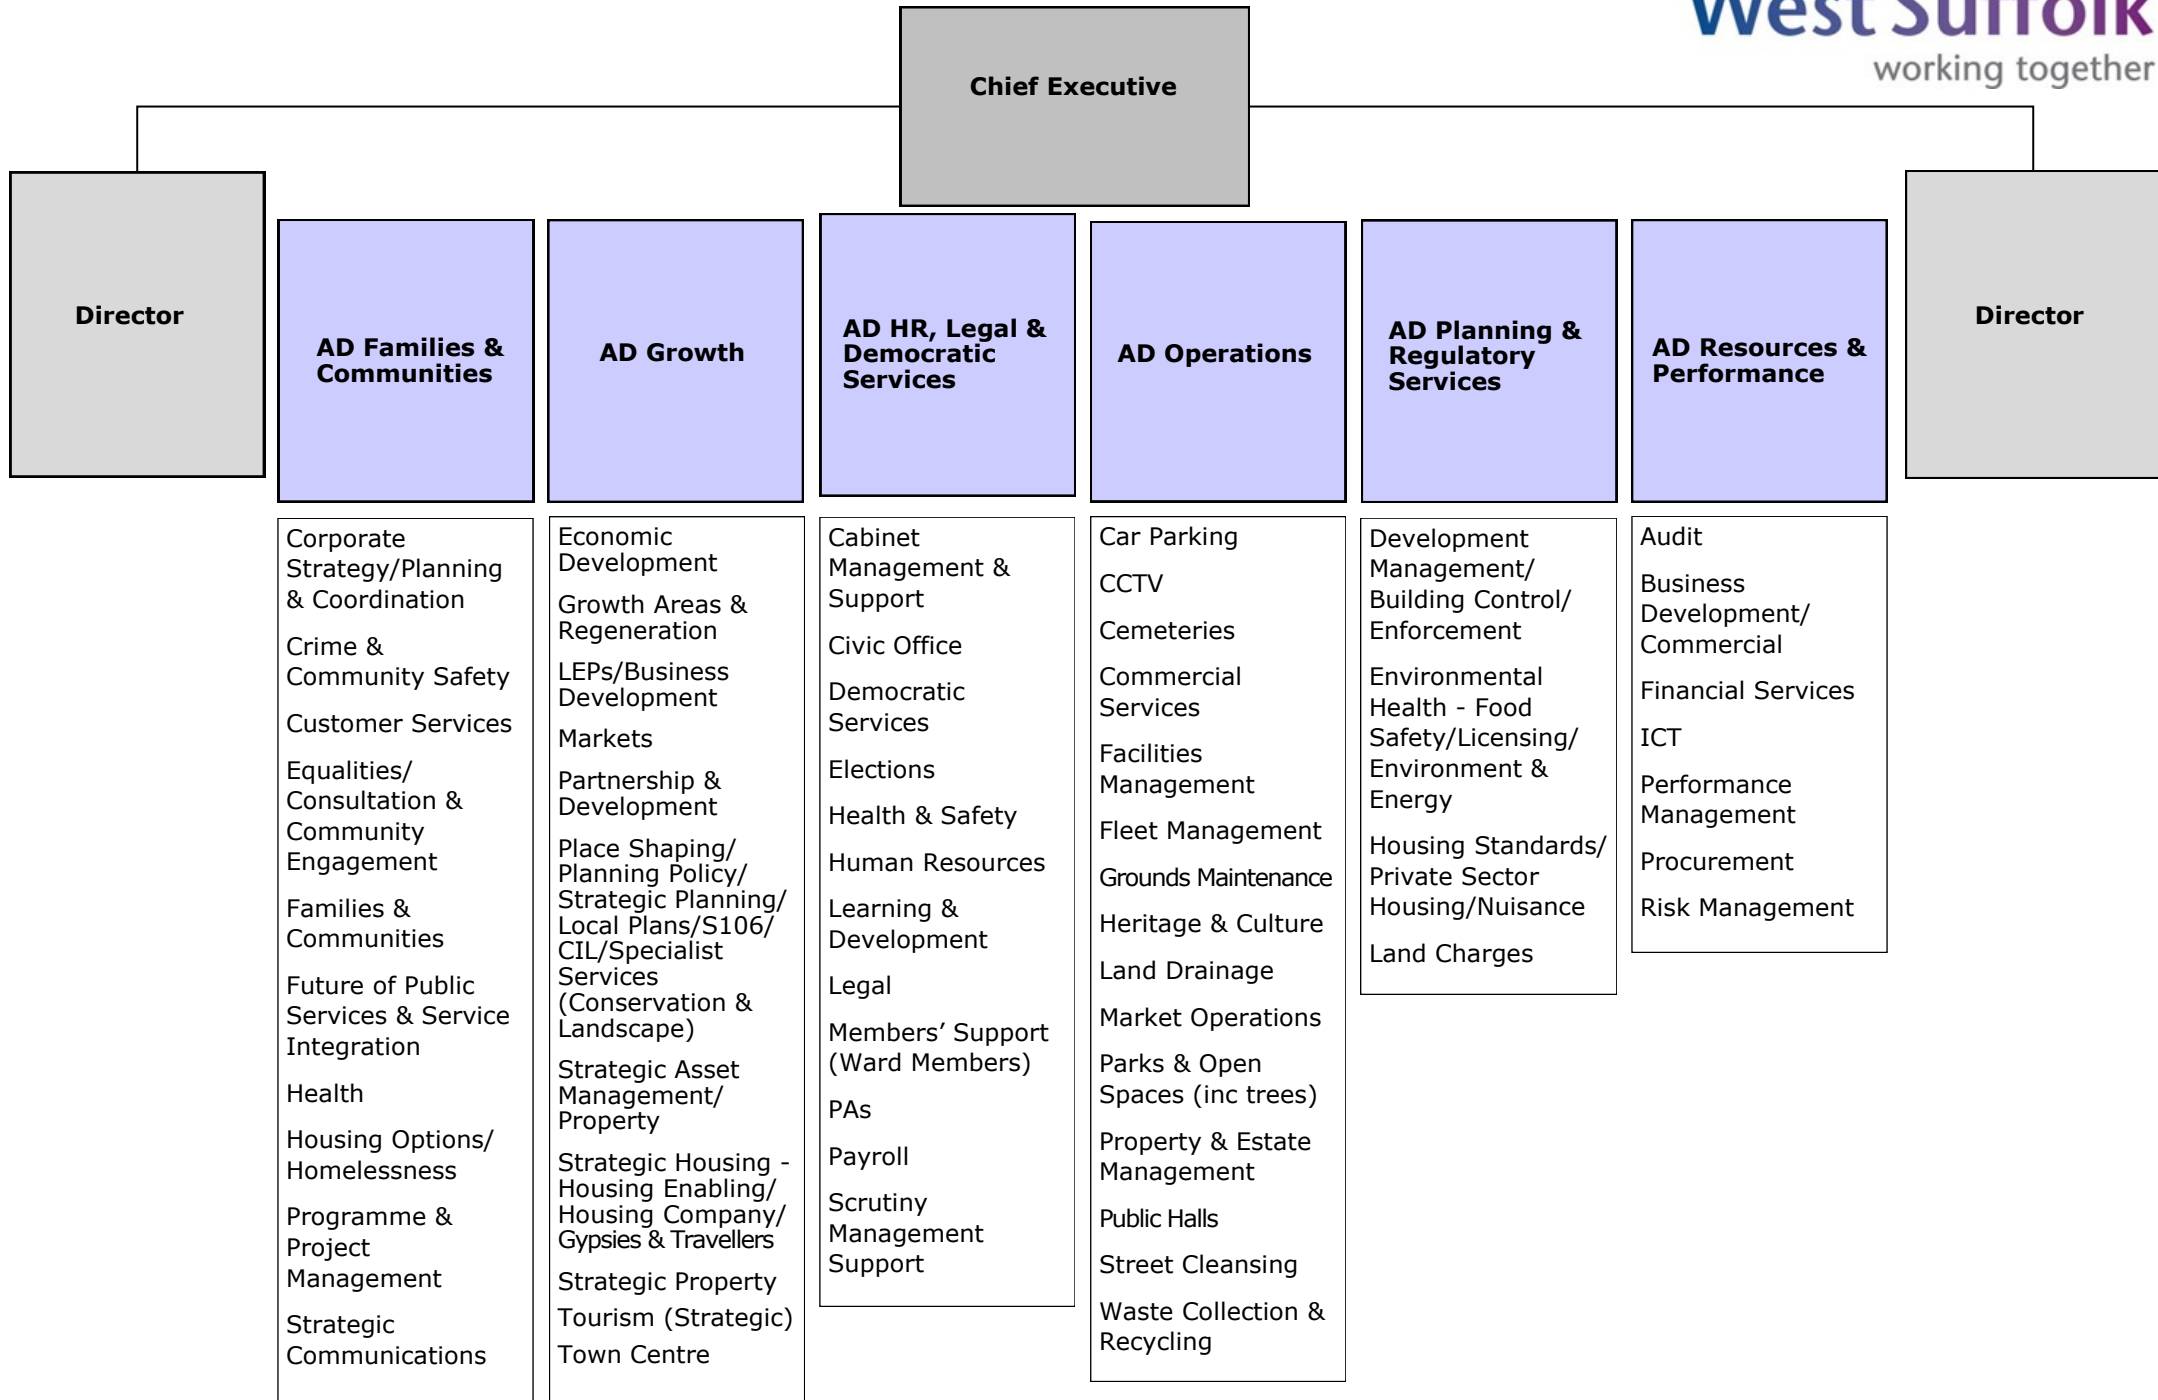 West Suffolk
working together
Chief Executive
Director
AD Families &
Communities
AD Growth
AD HR, Legal &
Democratic
Services
AD Operations
AD Planning &
Regulatory
Services
AD Resources &
Performance
Director
Corporate
Strategy/Planning
& Coordination
Crime &
Community Safety
Customer Services
Equalities/
Consultation &
Community
Engagement
Families &
Communities
Future of Public
Services & Service
Integration
Health
Housing Options/
Homelessness
Programme &
Project
Management
Strategic
Communications
Economic
Development
Growth Areas &
Regeneration
LEPs/Business
Development
Markets
Partnership &
Development
Place Shaping/
Planning Policy/
Strategic Planning/
Local Plans/S106/
CIL/Specialist
Services
(Conservation &
Landscape)
Strategic Asset
Management/
Property
Strategic Housing -
Housing Enabling/
Housing Company/
Gypsies & Travellers
Strategic Property
Tourism (Strategic)
Town Centre
Cabinet
Management &
Support
Civic Office
Democratic
Services
Elections
Health & Safety
Human Resources
Learning &
Development
Legal
Members’ Support
(Ward Members)
PAs
Payroll
Scrutiny
Management
Support
Car Parking
CCTV
Cemeteries
Commercial
Services
Facilities
Management
Fleet Management
Grounds Maintenance
Heritage & Culture
Land Drainage
Market Operations
Parks & Open
Spaces (inc trees)
Property & Estate
Management
Public Halls
Street Cleansing
Waste Collection &
Recycling
Development
Management/
Building Control/
Enforcement
Environmental
Health - Food
Safety/Licensing/
Environment &
Energy
Housing Standards/
Private Sector
Housing/Nuisance
Land Charges
Audit
Business
Development/
Commercial
Financial Services
ICT
Performance
Management
Procurement
Risk Management